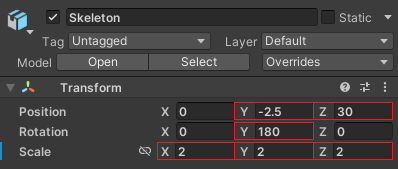 Skeleton Static
Tag Untagged Layer Default
Model Open Select Overrides
Transform
Position X 0 Y -2.5 Z 30
Rotation X 0 Y 180 Z 0
Scale X 2 Y 2 Z 2